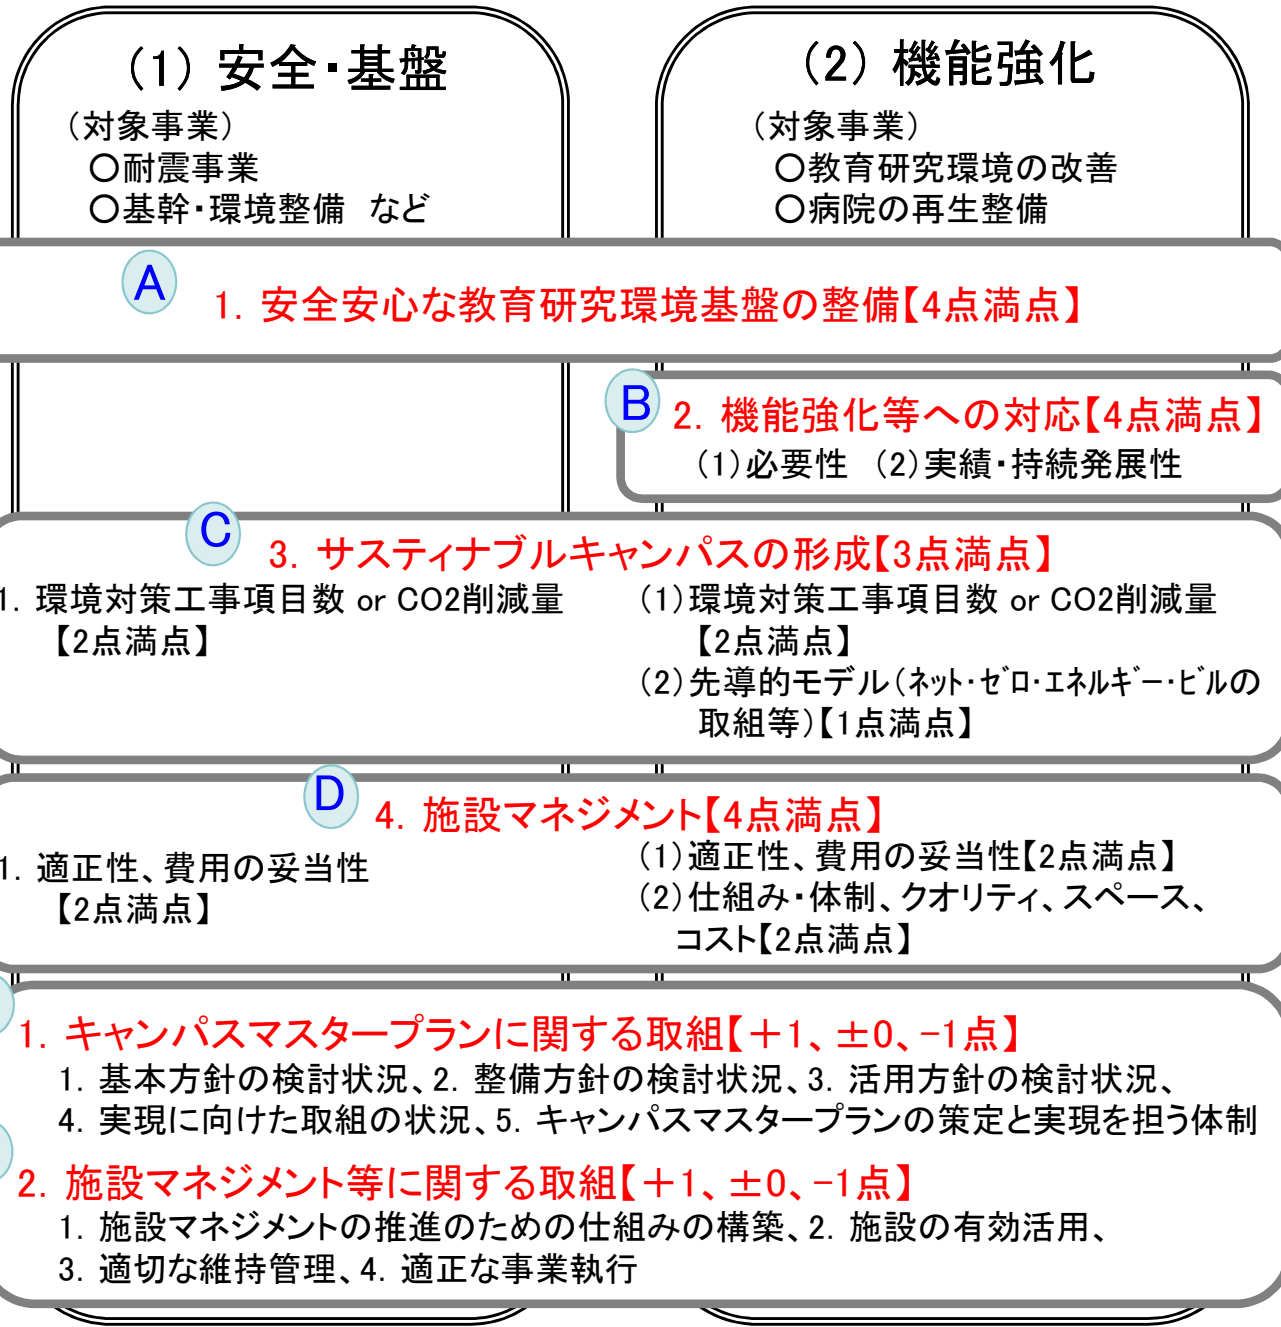 (1) 安全・基盤
（対象事業）
○耐震事業
○基幹・環境整備　など
(2) 機能強化
（対象事業）
○教育研究環境の改善
○病院の再生整備
A
1. 安全安心な教育研究環境基盤の整備【4点満点】
B
2. 機能強化等への対応【4点満点】
(1)必要性　(2)実績・持続発展性
C
3. サスティナブルキャンパスの形成【3点満点】
1. 環境対策工事項目数 or CO2削減量
【2点満点】
(1)環境対策工事項目数 or CO2削減量
【2点満点】
(2)先導的モデル（ﾈｯﾄ・ｾﾞﾛ・ｴﾈﾙｷﾞｰ・ﾋﾞﾙの
取組等）【1点満点】
D
4. 施設マネジメント【4点満点】
1. 適正性、費用の妥当性
【2点満点】
(1)適正性、費用の妥当性【2点満点】
(2)仕組み・体制、クオリティ、スペース、
コスト【2点満点】
1. キャンパスマスタープランに関する取組【＋1、±0、-1点】
1. 基本方針の検討状況、2. 整備方針の検討状況、3. 活用方針の検討状況、
4. 実現に向けた取組の状況、5. キャンパスマスタープランの策定と実現を担う体制
2. 施設マネジメント等に関する取組【＋1、±0、-1点】
1. 施設マネジメントの推進のための仕組みの構築、2. 施設の有効活用、
3. 適切な維持管理、4. 適正な事業執行